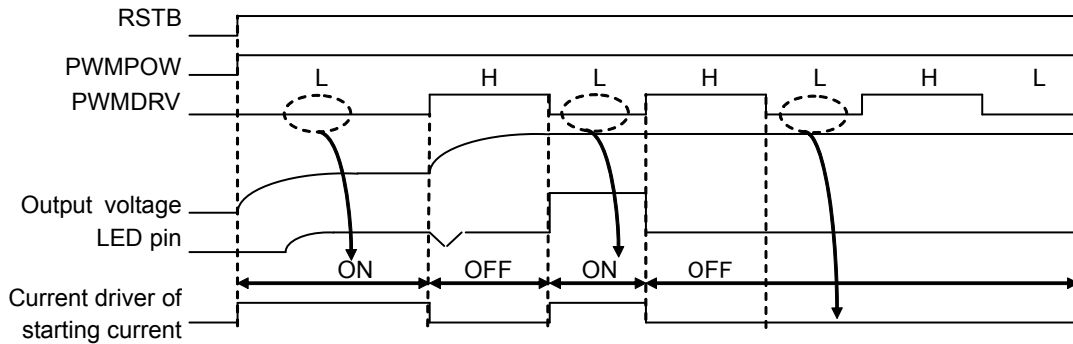 RSTB
PWMPOW
L H L H L H L
PWMDRV
Output voltage
LED pin
ON OFF ON OFF
Current driver of
starting current